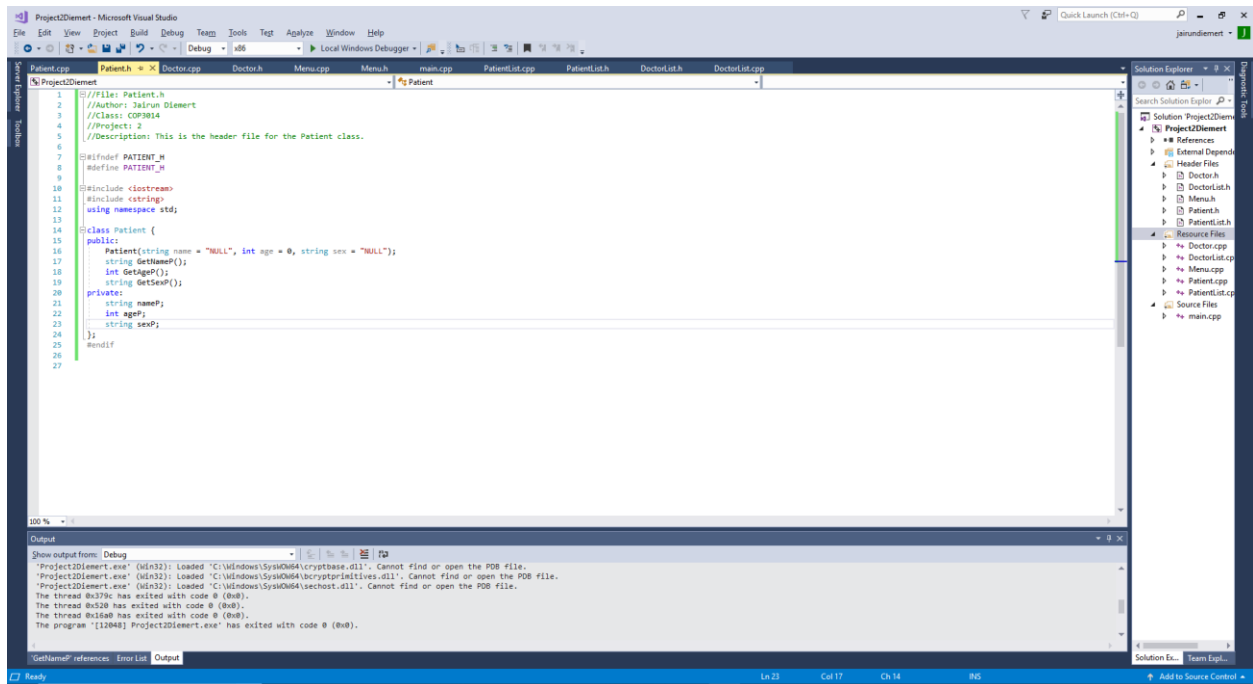 Project2Diemert - Microsoft Visual Studio
Quick Launch (Ctrl+Q)
File Edit View Project Build Debug Team Tools Test Analyze Window Help
jairundiemert
J
Debug x86 Local Windows Debugger
Server Explorer
Toolbox
Patient.cpp Patient.h Doctor.cpp Doctor.h Menu.cpp Menu.h main.cpp PatientList.cpp PatientList.h DoctorList.h DoctorList.cpp
Project2Diemert
Patient
1 //File: Patient.h
2 //Author: Jairun Diemert
3 //Class: COP3014
4 //Project: 2
5 //Description: This is the header file for the Patient class.
6
7 #ifndef PATIENT_H
8 #define PATIENT_H
9
10 #include <iostream>
11 #include <string>
12 using namespace std;
13
14 class Patient {
15 public:
16 Patient(string name = "NULL", int age = 0, string sex = "NULL");
17 string GetNameP();
18 int GetAgeP();
19 string GetSexP();
20 private:
21 string nameP;
22 int ageP;
23 string sexP;
24 };
25 #endif
26
27
100 %
Output
Show output from: Debug
'Project2Diemert.exe' (Win32): Loaded 'C:\Windows\SysWOW64\cryptbase.dll'. Cannot find or open the PDB file.
'Project2Diemert.exe' (Win32): Loaded 'C:\Windows\SysWOW64\bcryptprimitives.dll'. Cannot find or open the PDB file.
'Project2Diemert.exe' (Win32): Loaded 'C:\Windows\SysWOW64\sechost.dll'. Cannot find or open the PDB file.
The thread 0x379c has exited with code 0 (0x0).
The thread 0x520 has exited with code 0 (0x0).
The thread 0x16a0 has exited with code 0 (0x0).
The program '[12048] Project2Diemert.exe' has exited with code 0 (0x0).
'GetNameP' references Error List Output
Solution Explorer
Search Solution Explor
Solution 'Project2Dieme
Project2Diemert
References
External Depende
Header Files
Doctor.h
DoctorList.h
Menu.h
Patient.h
PatientList.h
Resource Files
Doctor.cpp
DoctorList.cp
Menu.cpp
Patient.cpp
PatientList.cp
Source Files
main.cpp
Solution Ex... Team Expl...
Diagnostic Tools
Ready
Ln 23 Col 17 Ch 14 INS
Add to Source Control